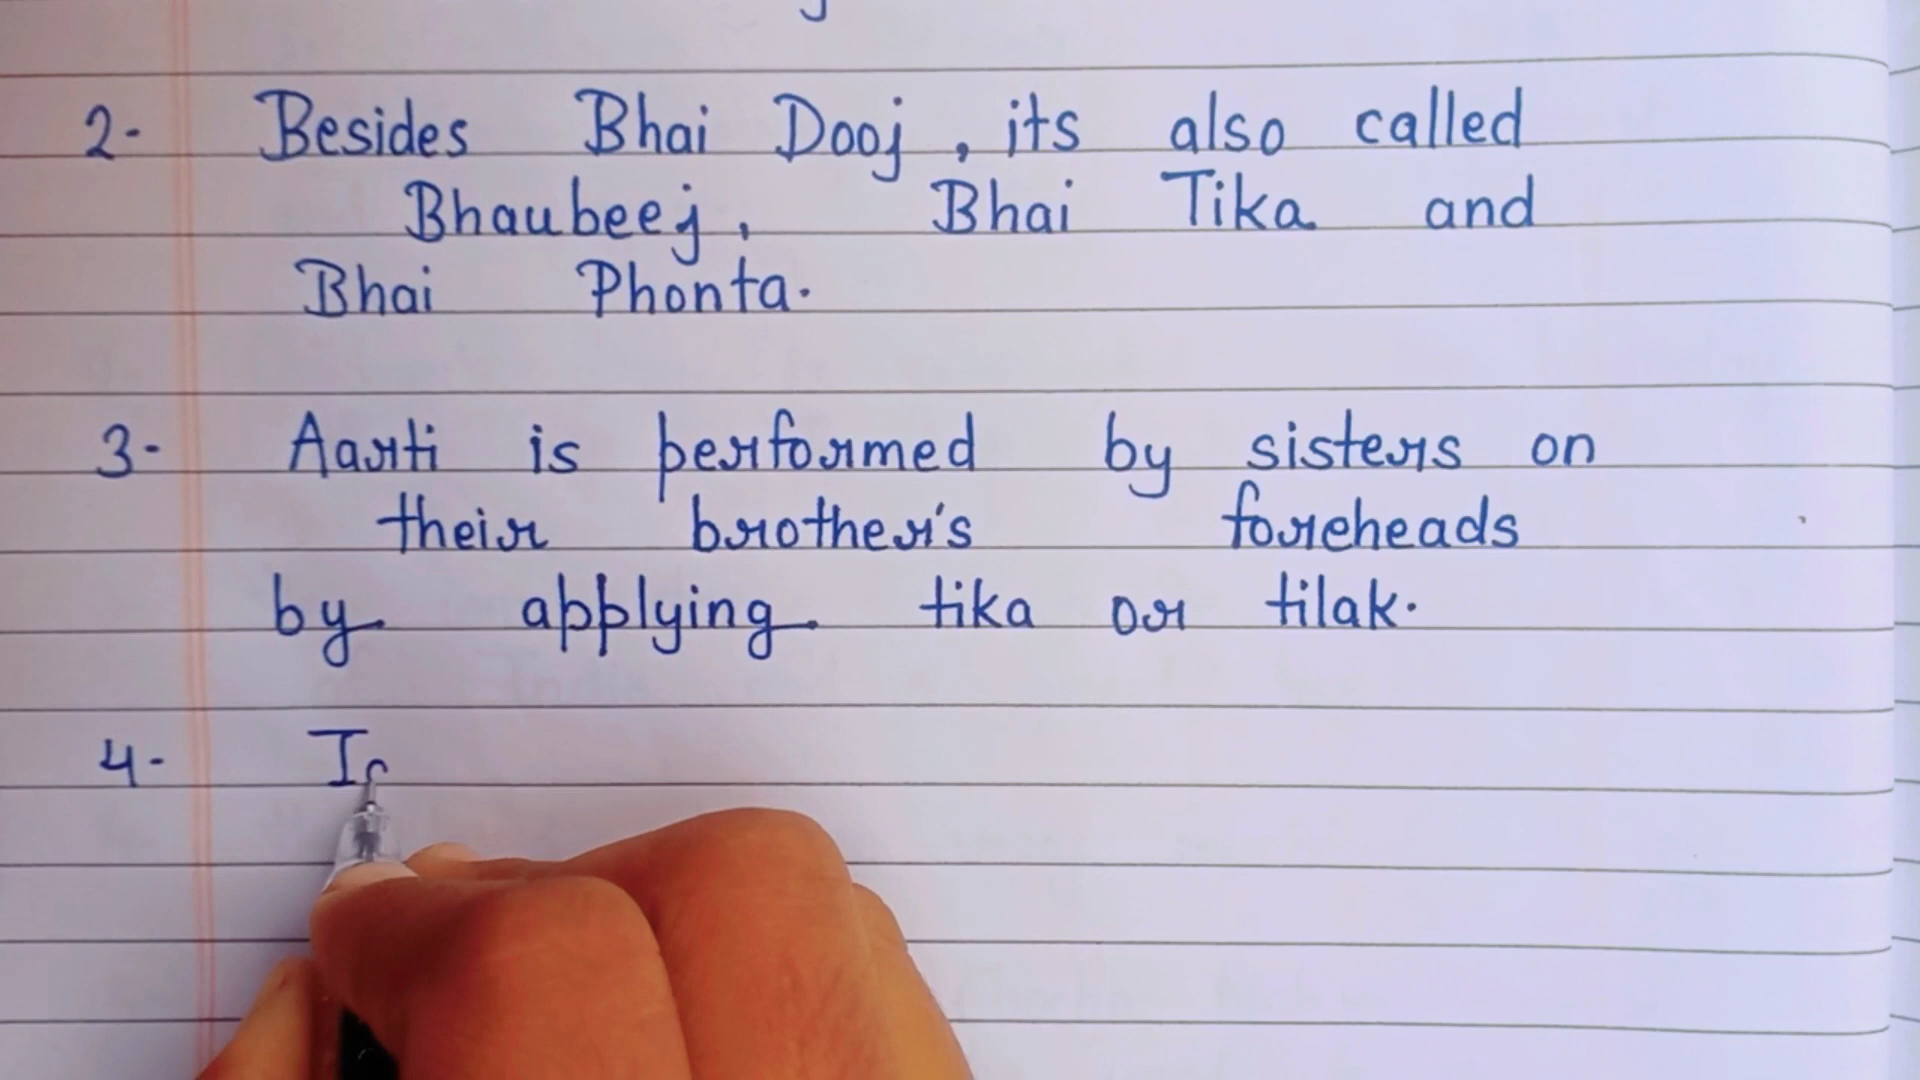 2- Besides Bhai Dooj, its also called
Bhaubeej, Bhai Tika and
Bhai Phonta.
3- Aarti is performed by sisters on
their brother's foreheads
by applying tika or tilak.
4- I